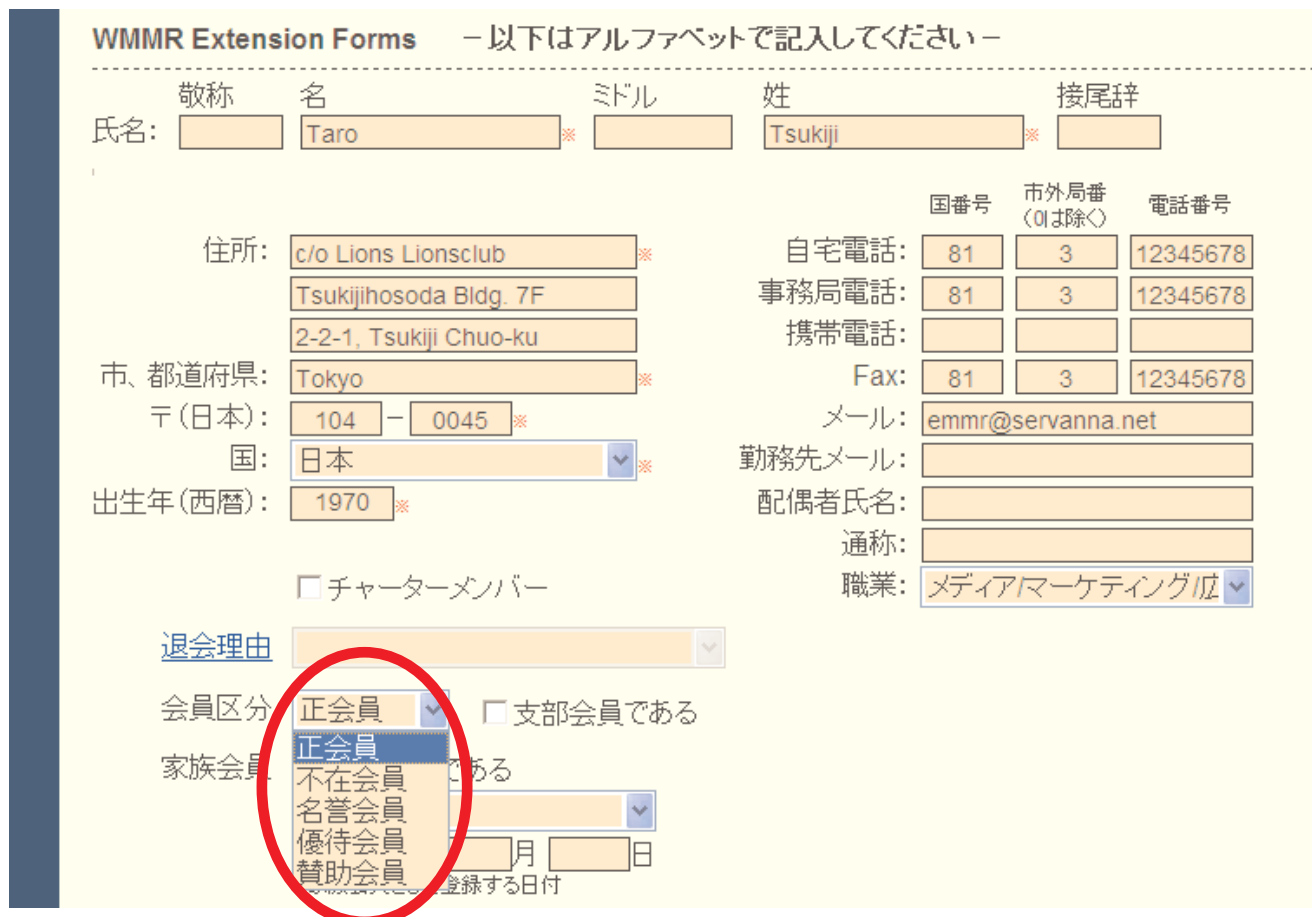 WMMR Extension Forms －以下はアルファベットで記入してください－
敬称 名 ミドル 姓 接尾辞
氏名: Taro ※ Tsukiji ※
国番号 市外局番 (0は除く) 電話番号
住所: c/o Lions Lionsclub ※ 自宅電話: 81 3 12345678
Tsukijihosoda Bldg. 7F 事務局電話: 81 3 12345678
2-2-1, Tsukiji Chuo-ku 携帯電話:
市、都道府県: Tokyo ※ Fax: 81 3 12345678
〒(日本): 104 － 0045 ※ メール: emmr@servanna.net
国: 日本 ※ 勤務先メール:
出生年(西暦): 1970 ※ 配偶者氏名:
通称:
チャーターメンバー 職業: メディア/マーケティング/広
退会理由
会員区分 正会員 支部会員である
正会員
家族会員 不在会員 である
名誉会員
優待会員 月 日
賛助会員 登録する日付